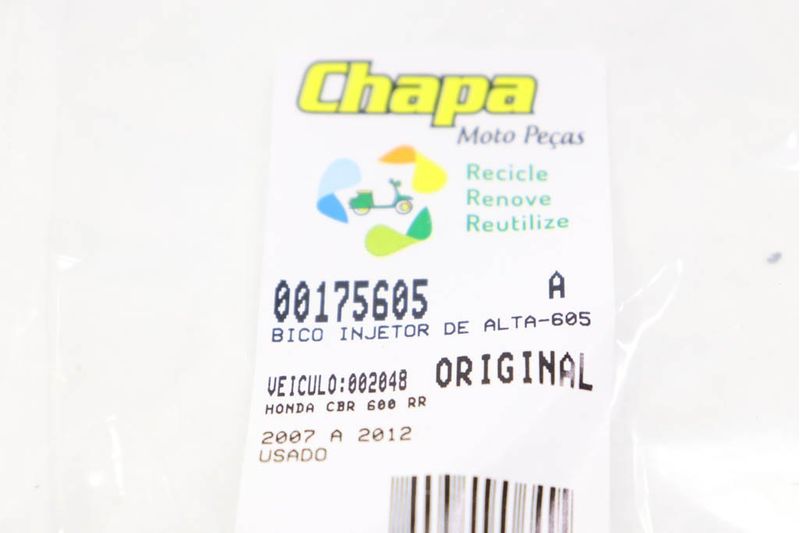 Chapa
Moto Peças
Recicle
Renove
Reutilize
00175605 A
BICO INJETOR DE ALTA-605
VEICULO:002048 ORIGINAL
HONDA CBR 600 RR
2007 A 2012
USADO